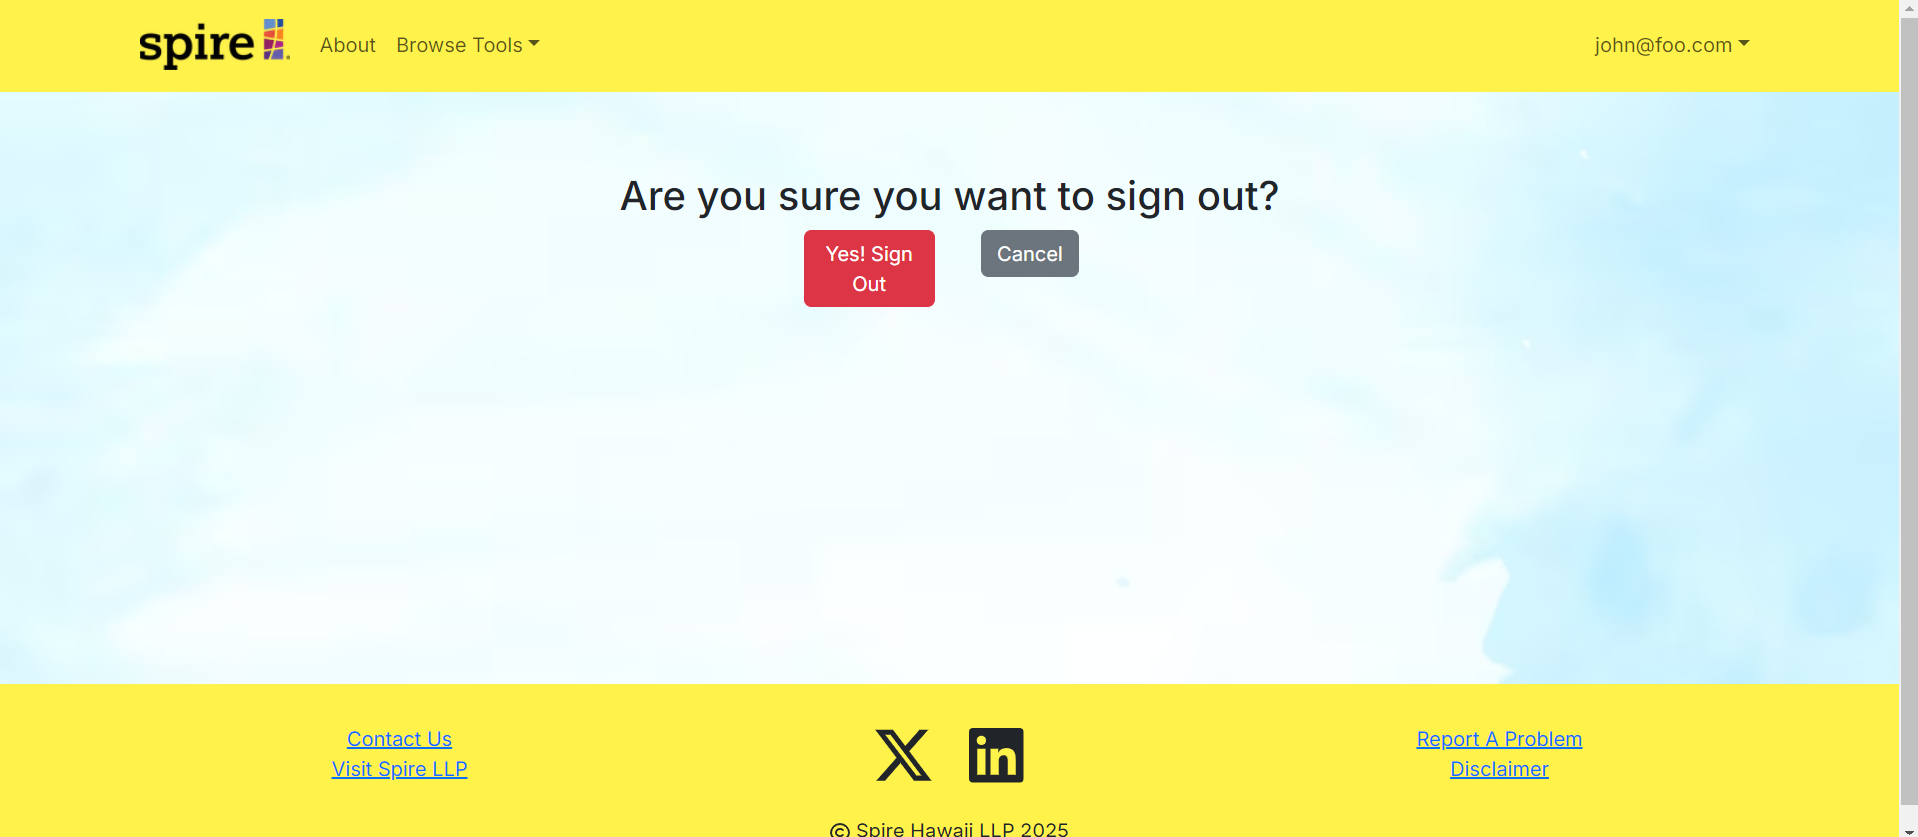 spire
About
Browse Tools
john@foo.com
Are you sure you want to sign out?
Yes! Sign
Out
Cancel
Contact Us
Visit Spire LLP
in
Report A Problem
Disclaimer
© Spire Hawaii LLP 2025